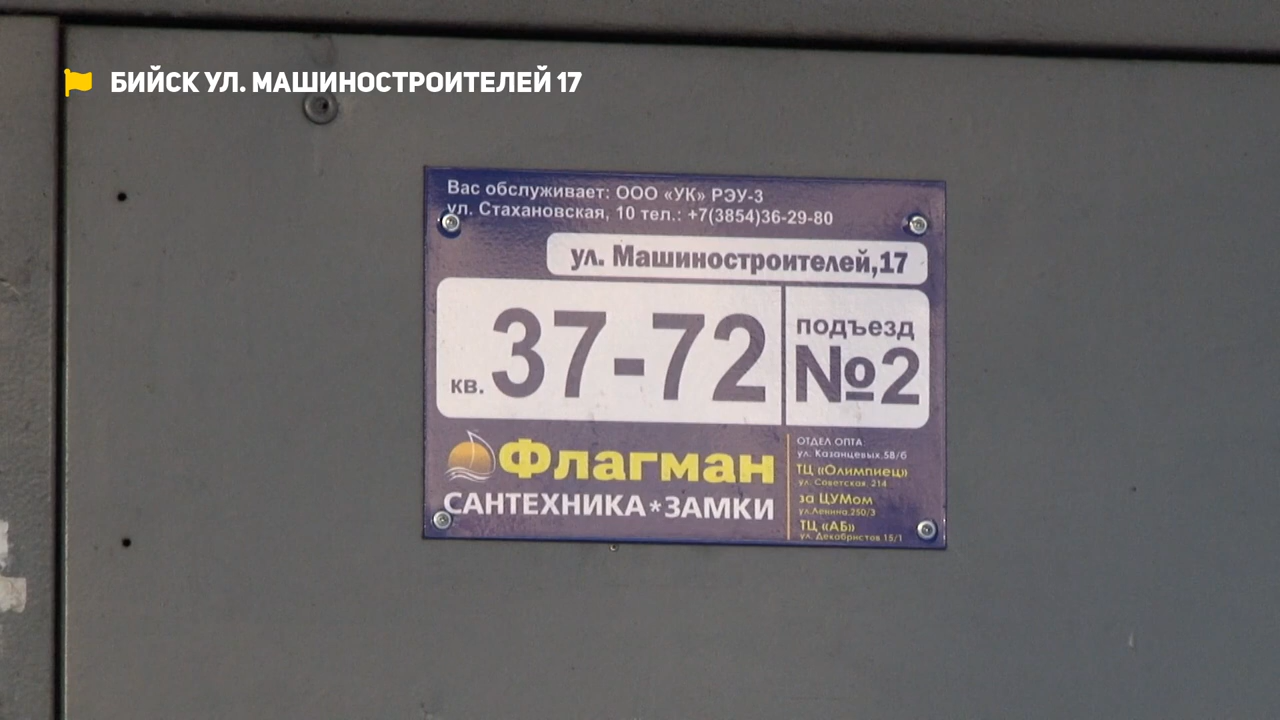 БИЙСК УЛ. МАШИНОСТРОИТЕЛЕЙ 17
Вас обслуживает: ООО «УК» РЭУ-3
ул. Стахановская, 10 тел.: +7(3854)36-29-80
ул. Машиностроителей,17
кв. 37-72
подъезд
№2
Флагман
САНТЕХНИКА*ЗАМКИ
ОТДЕЛ ОПТА
ул. Казанцевых,58/б
ТЦ «Олимпиец»
ул. Советская, 214
за ЦУМом
ул.Ленина,250/3
ТЦ «АБ»
ул. Декабристов 15/1